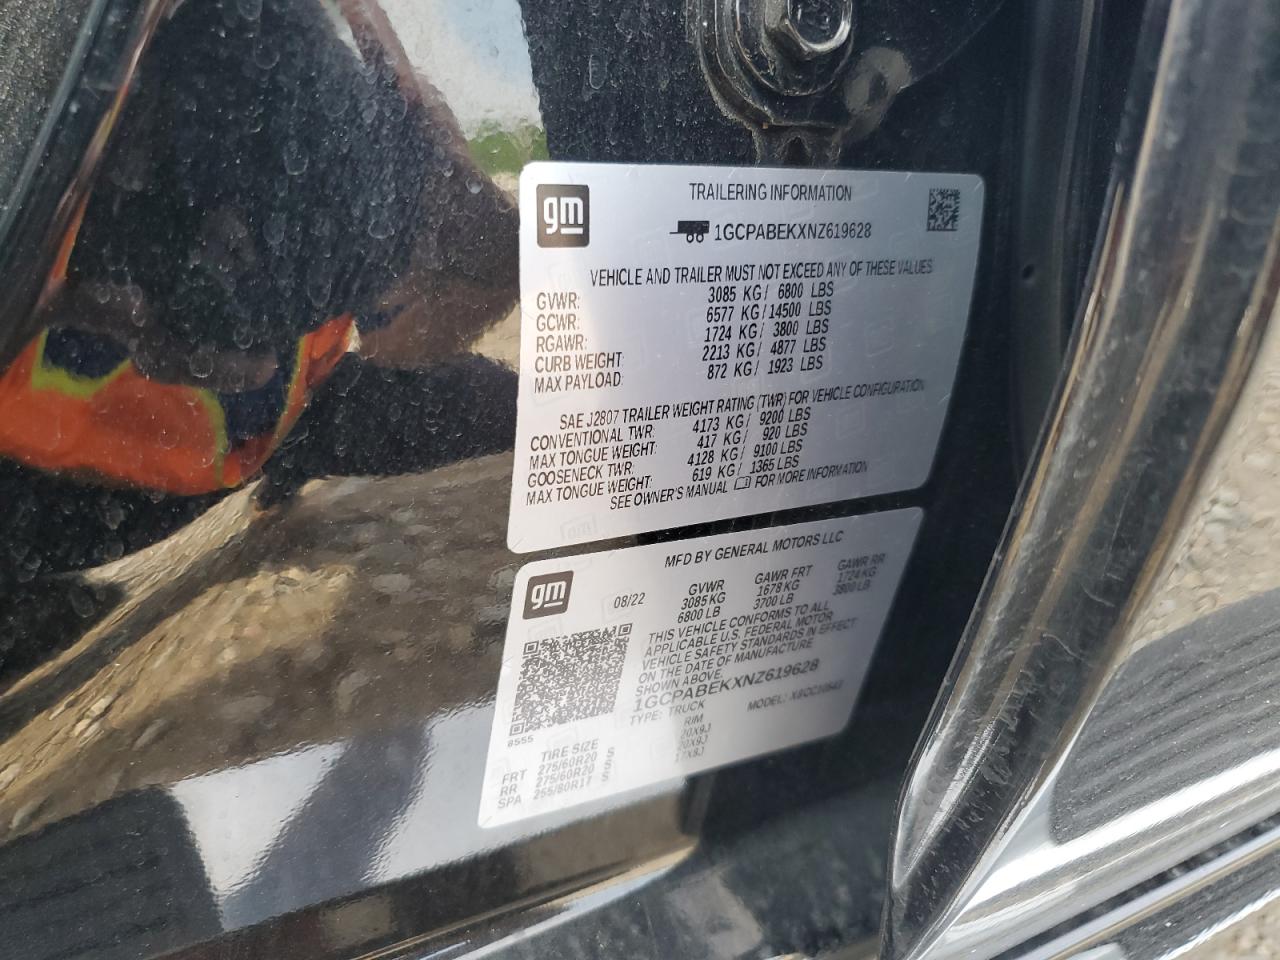 gm
TRAILERING INFORMATION
1GCPABEKXNZ619628
VEHICLE AND TRAILER MUST NOT EXCEED ANY OF THESE VALUES
GVWR: 3085 KG / 6800 LBS
GCWR: 6577 KG / 14500 LBS
RGAWR: 1724 KG / 3800 LBS
CURB WEIGHT: 2213 KG / 4877 LBS
MAX PAYLOAD: 872 KG / 1923 LBS
SAE J2807 TRAILER WEIGHT RATING (TWR) FOR VEHICLE CONFIGURATION
CONVENTIONAL TWR: 4173 KG / 9200 LBS
MAX TONGUE WEIGHT: 417 KG / 920 LBS
GOOSENECK TWR: 4128 KG / 9100 LBS
MAX TONGUE WEIGHT: 619 KG / 1365 LBS
SEE OWNER'S MANUAL FOR MORE INFORMATION
gm
MFD BY GENERAL MOTORS LLC
08/22
GVWR GAWR FRT GAWR RR
3085 KG 1678 KG 1724 KG
6800 LB 3700 LB 3800 LB
THIS VEHICLE CONFORMS TO ALL
APPLICABLE U.S. FEDERAL MOTOR
VEHICLE SAFETY STANDARDS IN EFFECT
ON THE DATE OF MANUFACTURE
SHOWN ABOVE.
1GCPABEKXNZ619628
TYPE: TRUCK MODEL:
8555
TIRE SIZE RIM
FRT 275/60R20 S 20X9J
RR 275/60R20 S 20X9J
SPA 255/80R17 S 17X8J